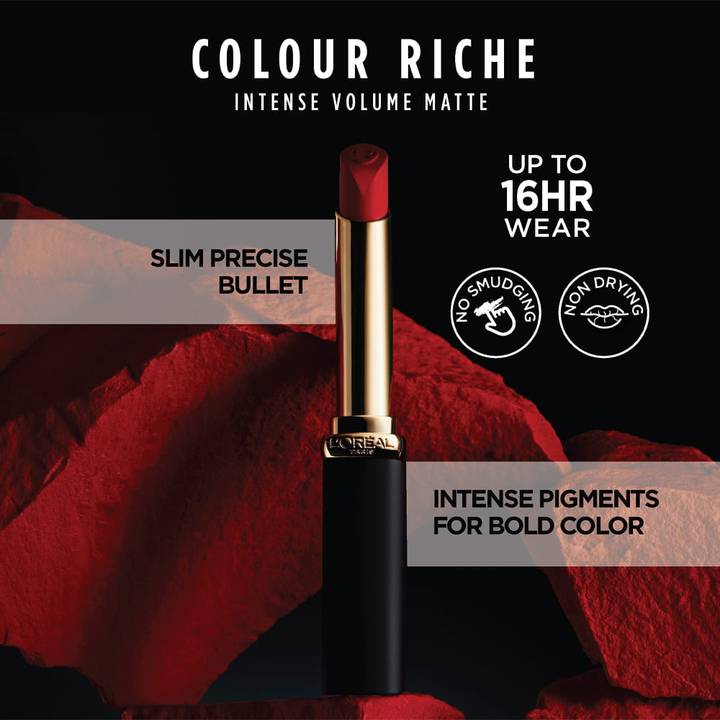 COLOUR RICHE
INTENSE VOLUME MATTE
UP TO
16HR
WEAR
SLIM PRECISE
BULLET
NO SMUDGING
NON DRYING
L'ORÉAL
PARIS
INTENSE PIGMENTS
FOR BOLD COLOR